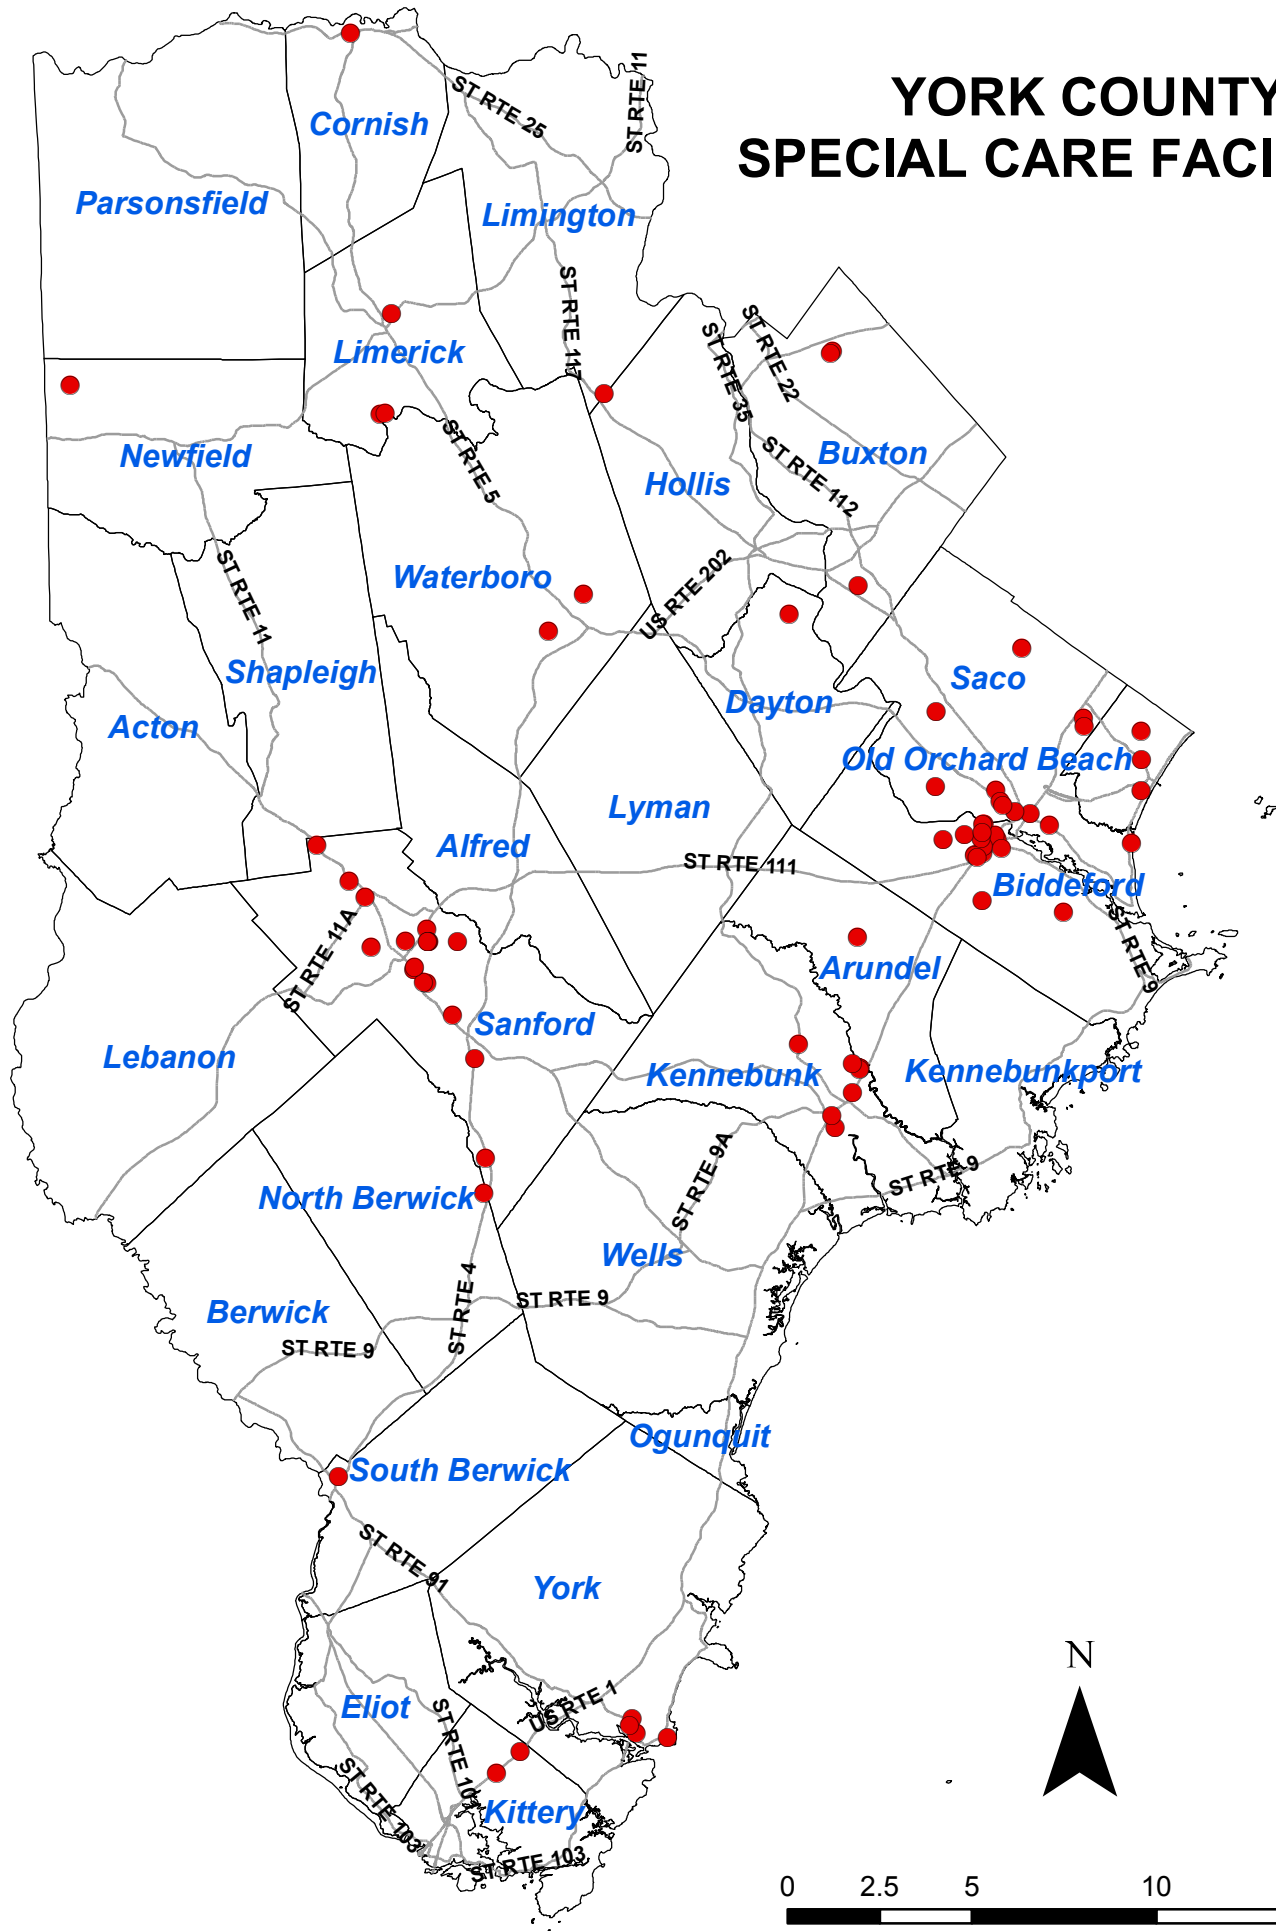 YORK COUNTY
SPECIAL CARE FACI
ST RTE 11
ST RTE 25
Cornish
Parsonsfield
Limington
ST RTE 117
ST RTE 22
ST RTE 35
Limerick
Newfield
ST RTE 5
Buxton
ST RTE 112
Hollis
ST RTE 11
Waterboro
US RTE 202
Shapleigh
Saco
Dayton
Acton
Old Orchard Beach
Lyman
Alfred
ST RTE 111
Biddeford
ST RTE 11A
ST RTE 9
Arundel
Sanford
Lebanon
Kennebunk
Kennebunkport
ST RTE 9A
ST RTE 9
North Berwick
Wells
Berwick
ST RTE 4
ST RTE 9
ST RTE 9
Ogunquit
South Berwick
ST RTE 91
York
N
US RTE 1
Eliot
ST RTE 101
ST RTE 103
Kittery
ST RTE 103
0 2.5 5 10